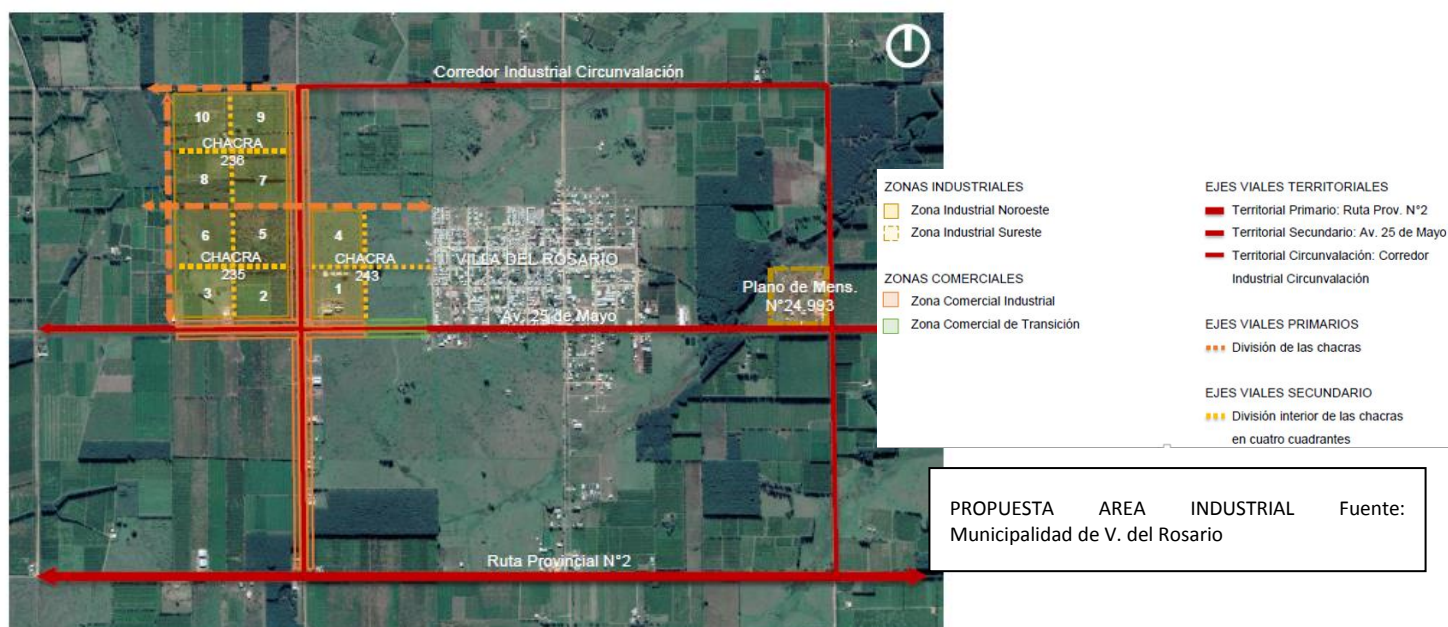 Corredor Industrial Circunvalación
10 9
CHACRA
236
8 7
6 5
CHACRA
235
3 2
4
CHACRA
243
1
VILLA DEL ROSARIO
Av. 25 de Mayo
Plano de Mens.
N°24.993
Ruta Provincial N°2
ZONAS INDUSTRIALES
Zona Industrial Noroeste
Zona Industrial Sureste
ZONAS COMERCIALES
Zona Comercial Industrial
Zona Comercial de Transición
EJES VIALES TERRITORIALES
Territorial Primario: Ruta Prov. N°2
Territorial Secundario: Av. 25 de Mayo
Territorial Circunvalación: Corredor
Industrial Circunvalación
EJES VIALES PRIMARIOS
División de las chacras
EJES VIALES SECUNDARIO
División interior de las chacras
en cuatro cuadrantes
PROPUESTA AREA INDUSTRIAL Fuente:
Municipalidad de V. del Rosario